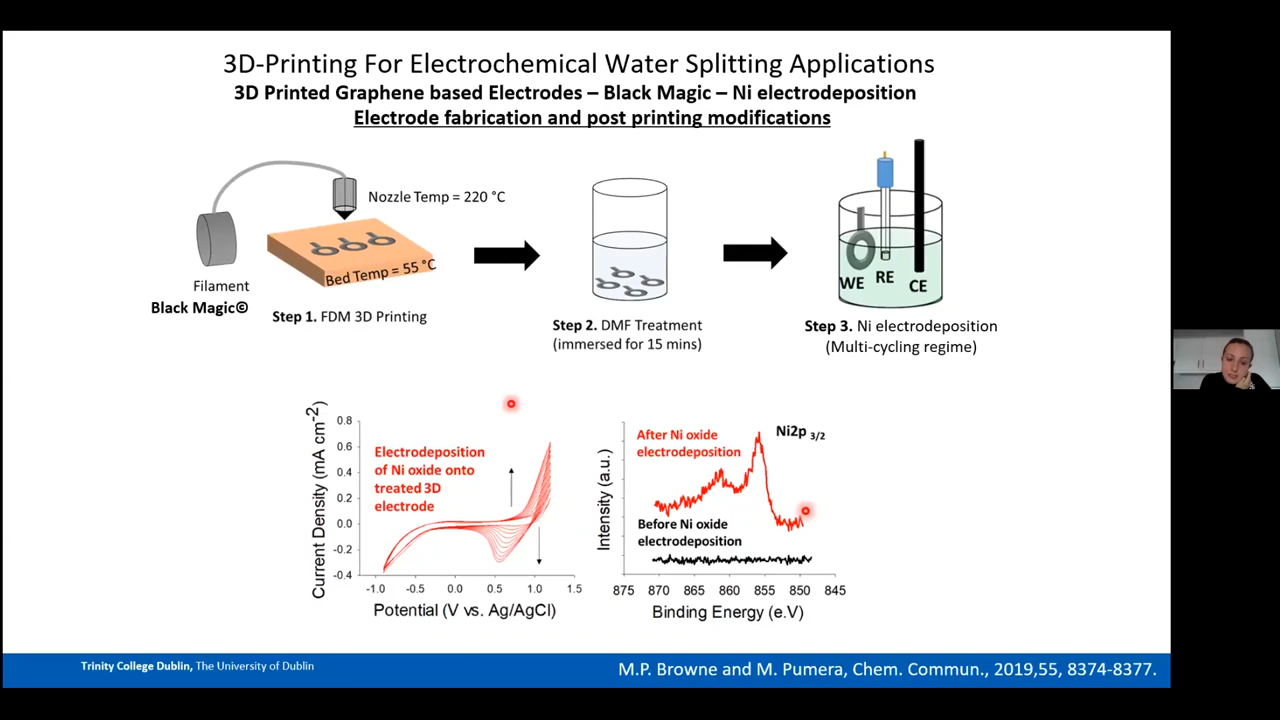 3D-Printing For Electrochemical Water Splitting Applications
3D Printed Graphene based Electrodes – Black Magic – Ni electrodeposition
Electrode fabrication and post printing modifications
Nozzle Temp = 220 °C
Bed Temp = 55 °C
Filament
Black Magic©
Step 1. FDM 3D Printing
Step 2. DMF Treatment
(immersed for 15 mins)
WE
RE
CE
Step 3. Ni electrodeposition
(Multi-cycling regime)
Current Density (mA cm-2)
0.8
0.6
0.4
0.2
0.0
-0.2
-0.4
Electrodeposition
of Ni oxide onto
treated 3D
electrode
-1.0 -0.5 0.0 0.5 1.0 1.5
Potential (V vs. Ag/AgCl)
Intensity (a.u.)
After Ni oxide
electrodeposition
Ni2p 3/2
Before Ni oxide
electrodeposition
875 870 865 860 855 850 845
Binding Energy (e.V)
Trinity College Dublin, The University of Dublin
M.P. Browne and M. Pumera, Chem. Commun., 2019,55, 8374-8377.